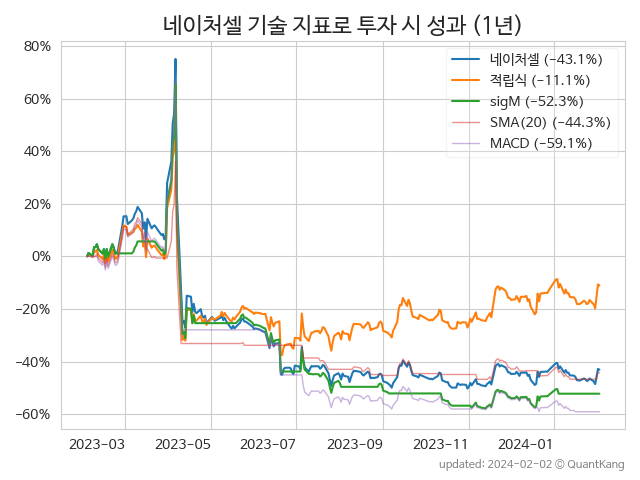 네이처셀 기술 지표로 투자 시 성과 (1년)
80%
60%
40%
20%
0%
−20%
−40%
−60%
네이처셀 (−43.1%)
적립식 (−11.1%)
sigM (−52.3%)
SMA(20) (−44.3%)
MACD (−59.1%)
2023-03 2023-05 2023-07 2023-09 2023-11 2024-01
updated: 2024-02-02 © QuantKang